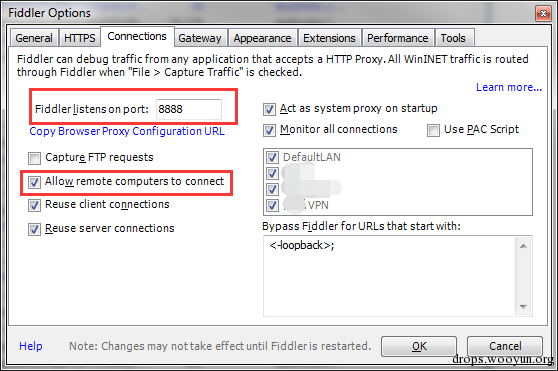 Fiddler Options
General
HTTPS
Connections
Gateway
Appearance
Extensions
Performance
Tools
Fiddler can debug traffic from any application that accepts a HTTP Proxy. All WinINET traffic is routed
through Fiddler when "File > Capture Traffic" is checked.
Learn more...
Fiddler listens on port: 8888
Copy Browser Proxy Configuration URL
Capture FTP requests
Allow remote computers to connect
Reuse client connections
Reuse server connections
Act as system proxy on startup
Monitor all connections
Use PAC Script
DefaultLAN
VPN
Bypass Fiddler for URLs that start with:
<-loopback>;
Help
Note: Changes may not take effect until Fiddler is restarted.
OK
Cancel
drops.wooyun.org